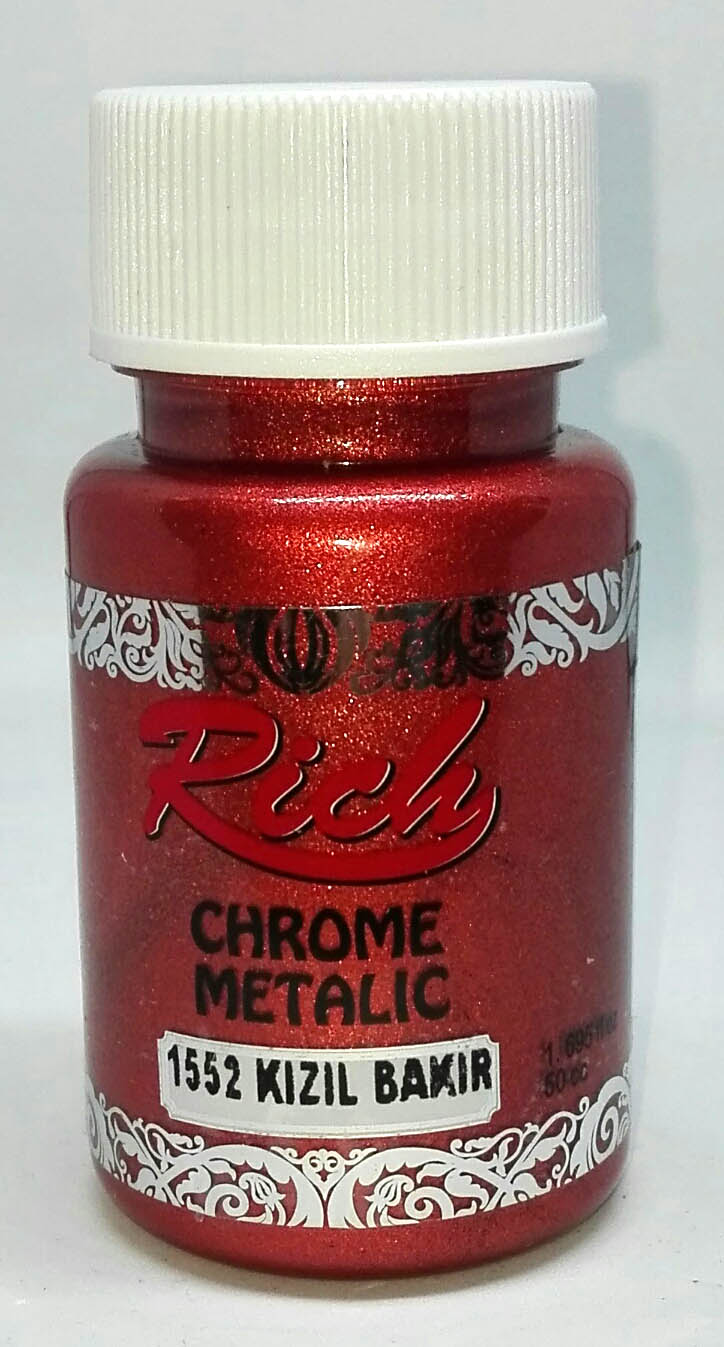 Rich
CHROME
METALIC
1552 KIZIL BAKIR
50 cc